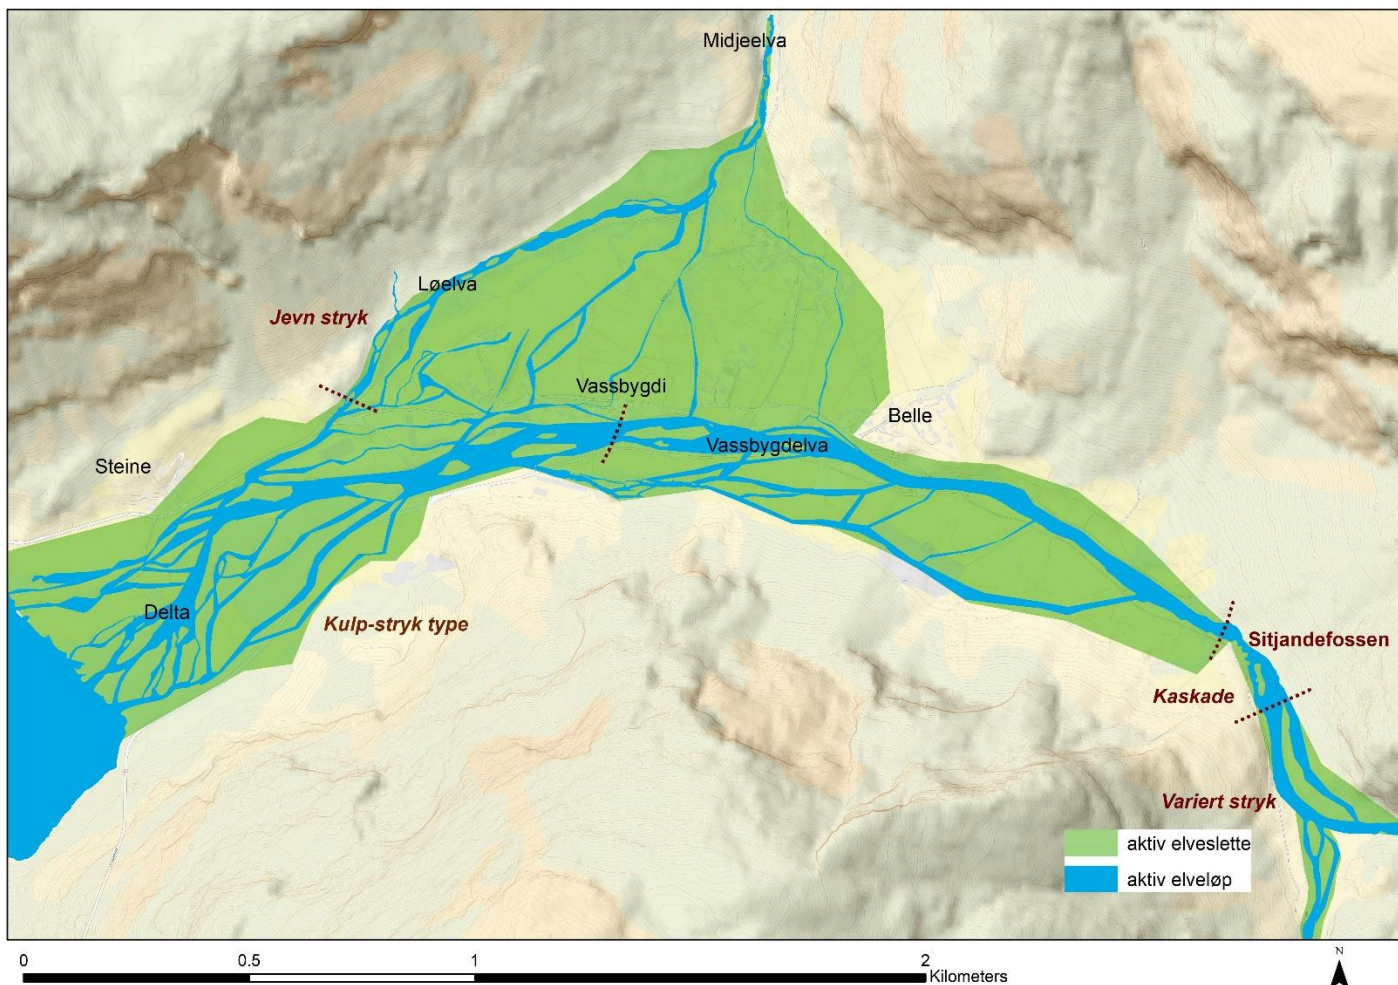 Midjeelva
Løelva
Jevn stryk
Vassbygdi
Belle
Vassbygdelva
Steine
Delta
Kulp-stryk type
Sitjandefossen
Kaskade
Variert stryk
aktiv elveslette
aktiv elveløp
0 0.5 1 2
Kilometers
N